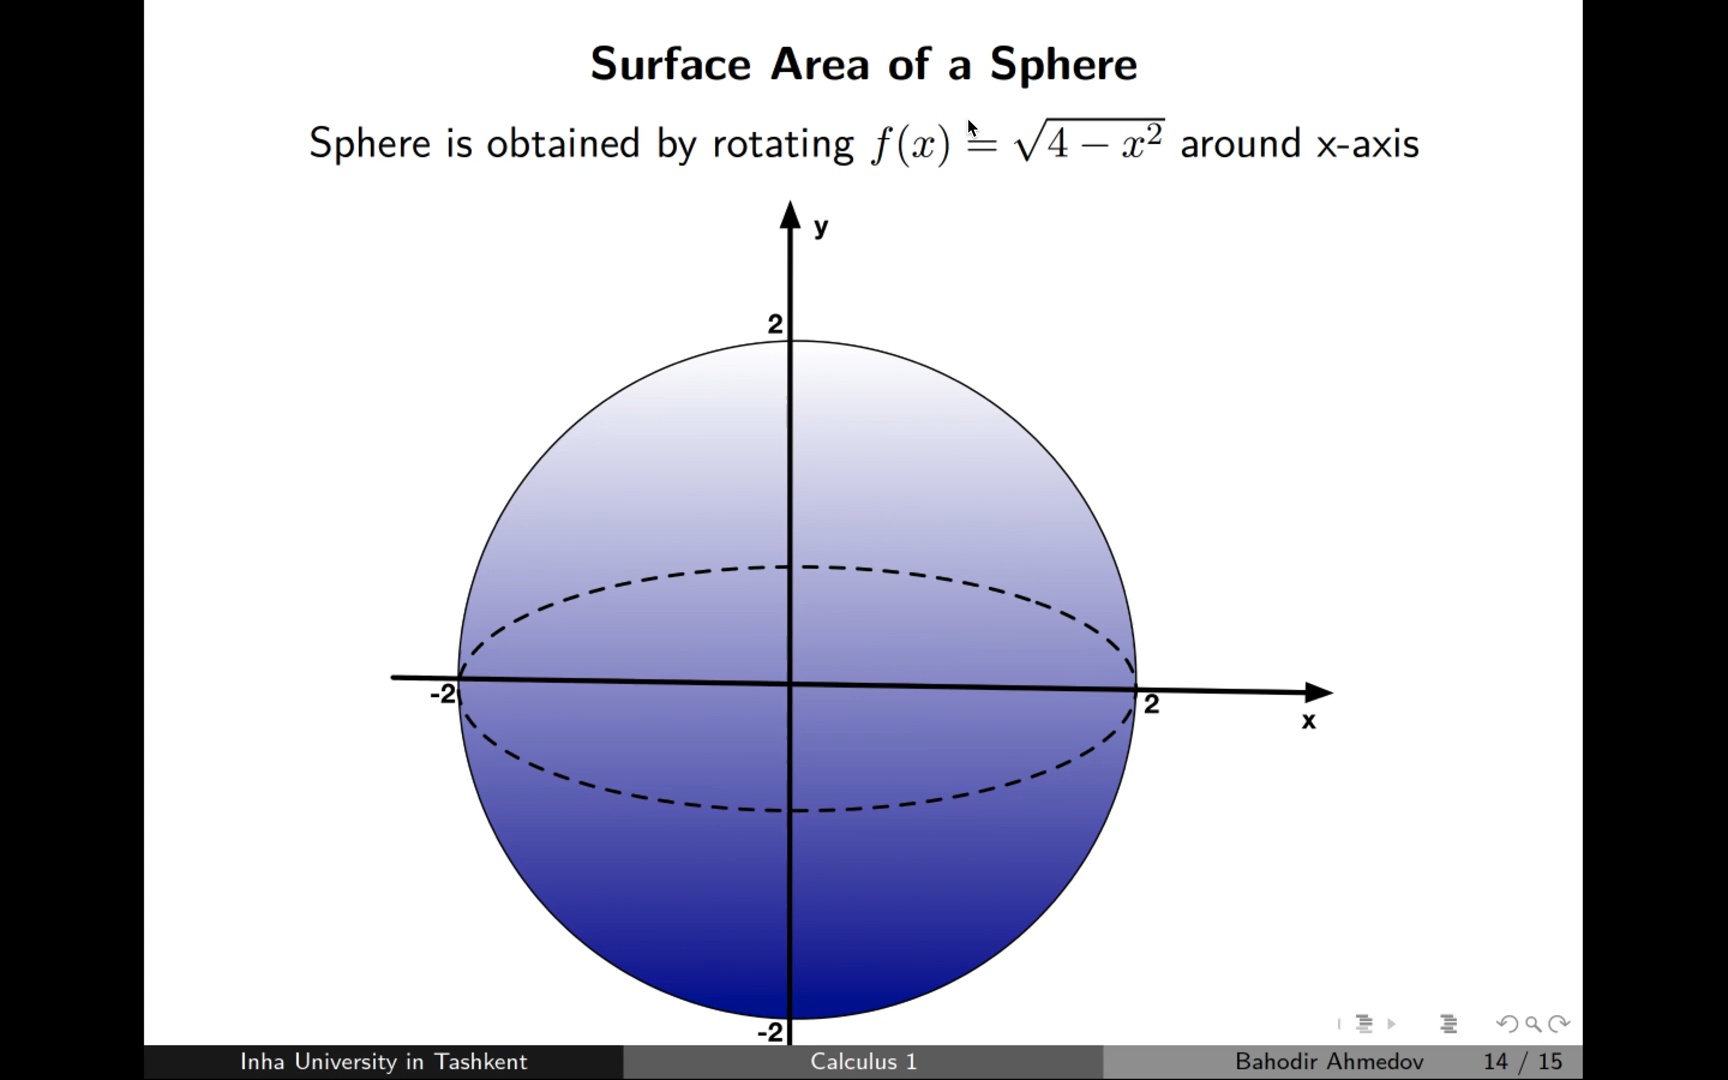 Surface Area of a Sphere
Sphere is obtained by rotating f(x) = √4 − x² around x-axis
y
2
-2
2
x
-2
Inha University in Tashkent Calculus 1 Bahodir Ahmedov 14 / 15